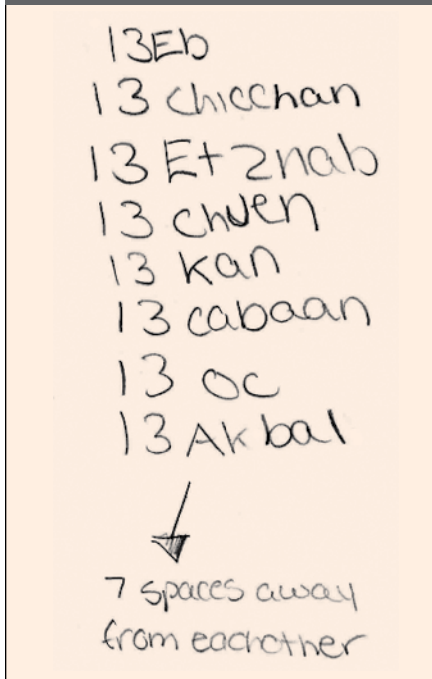 13Eb
13 chicchan
13 Etznab
13 chuen
13 Kan
13 cabaan
13 oc
13 Akbal
7 spaces away
from eachother